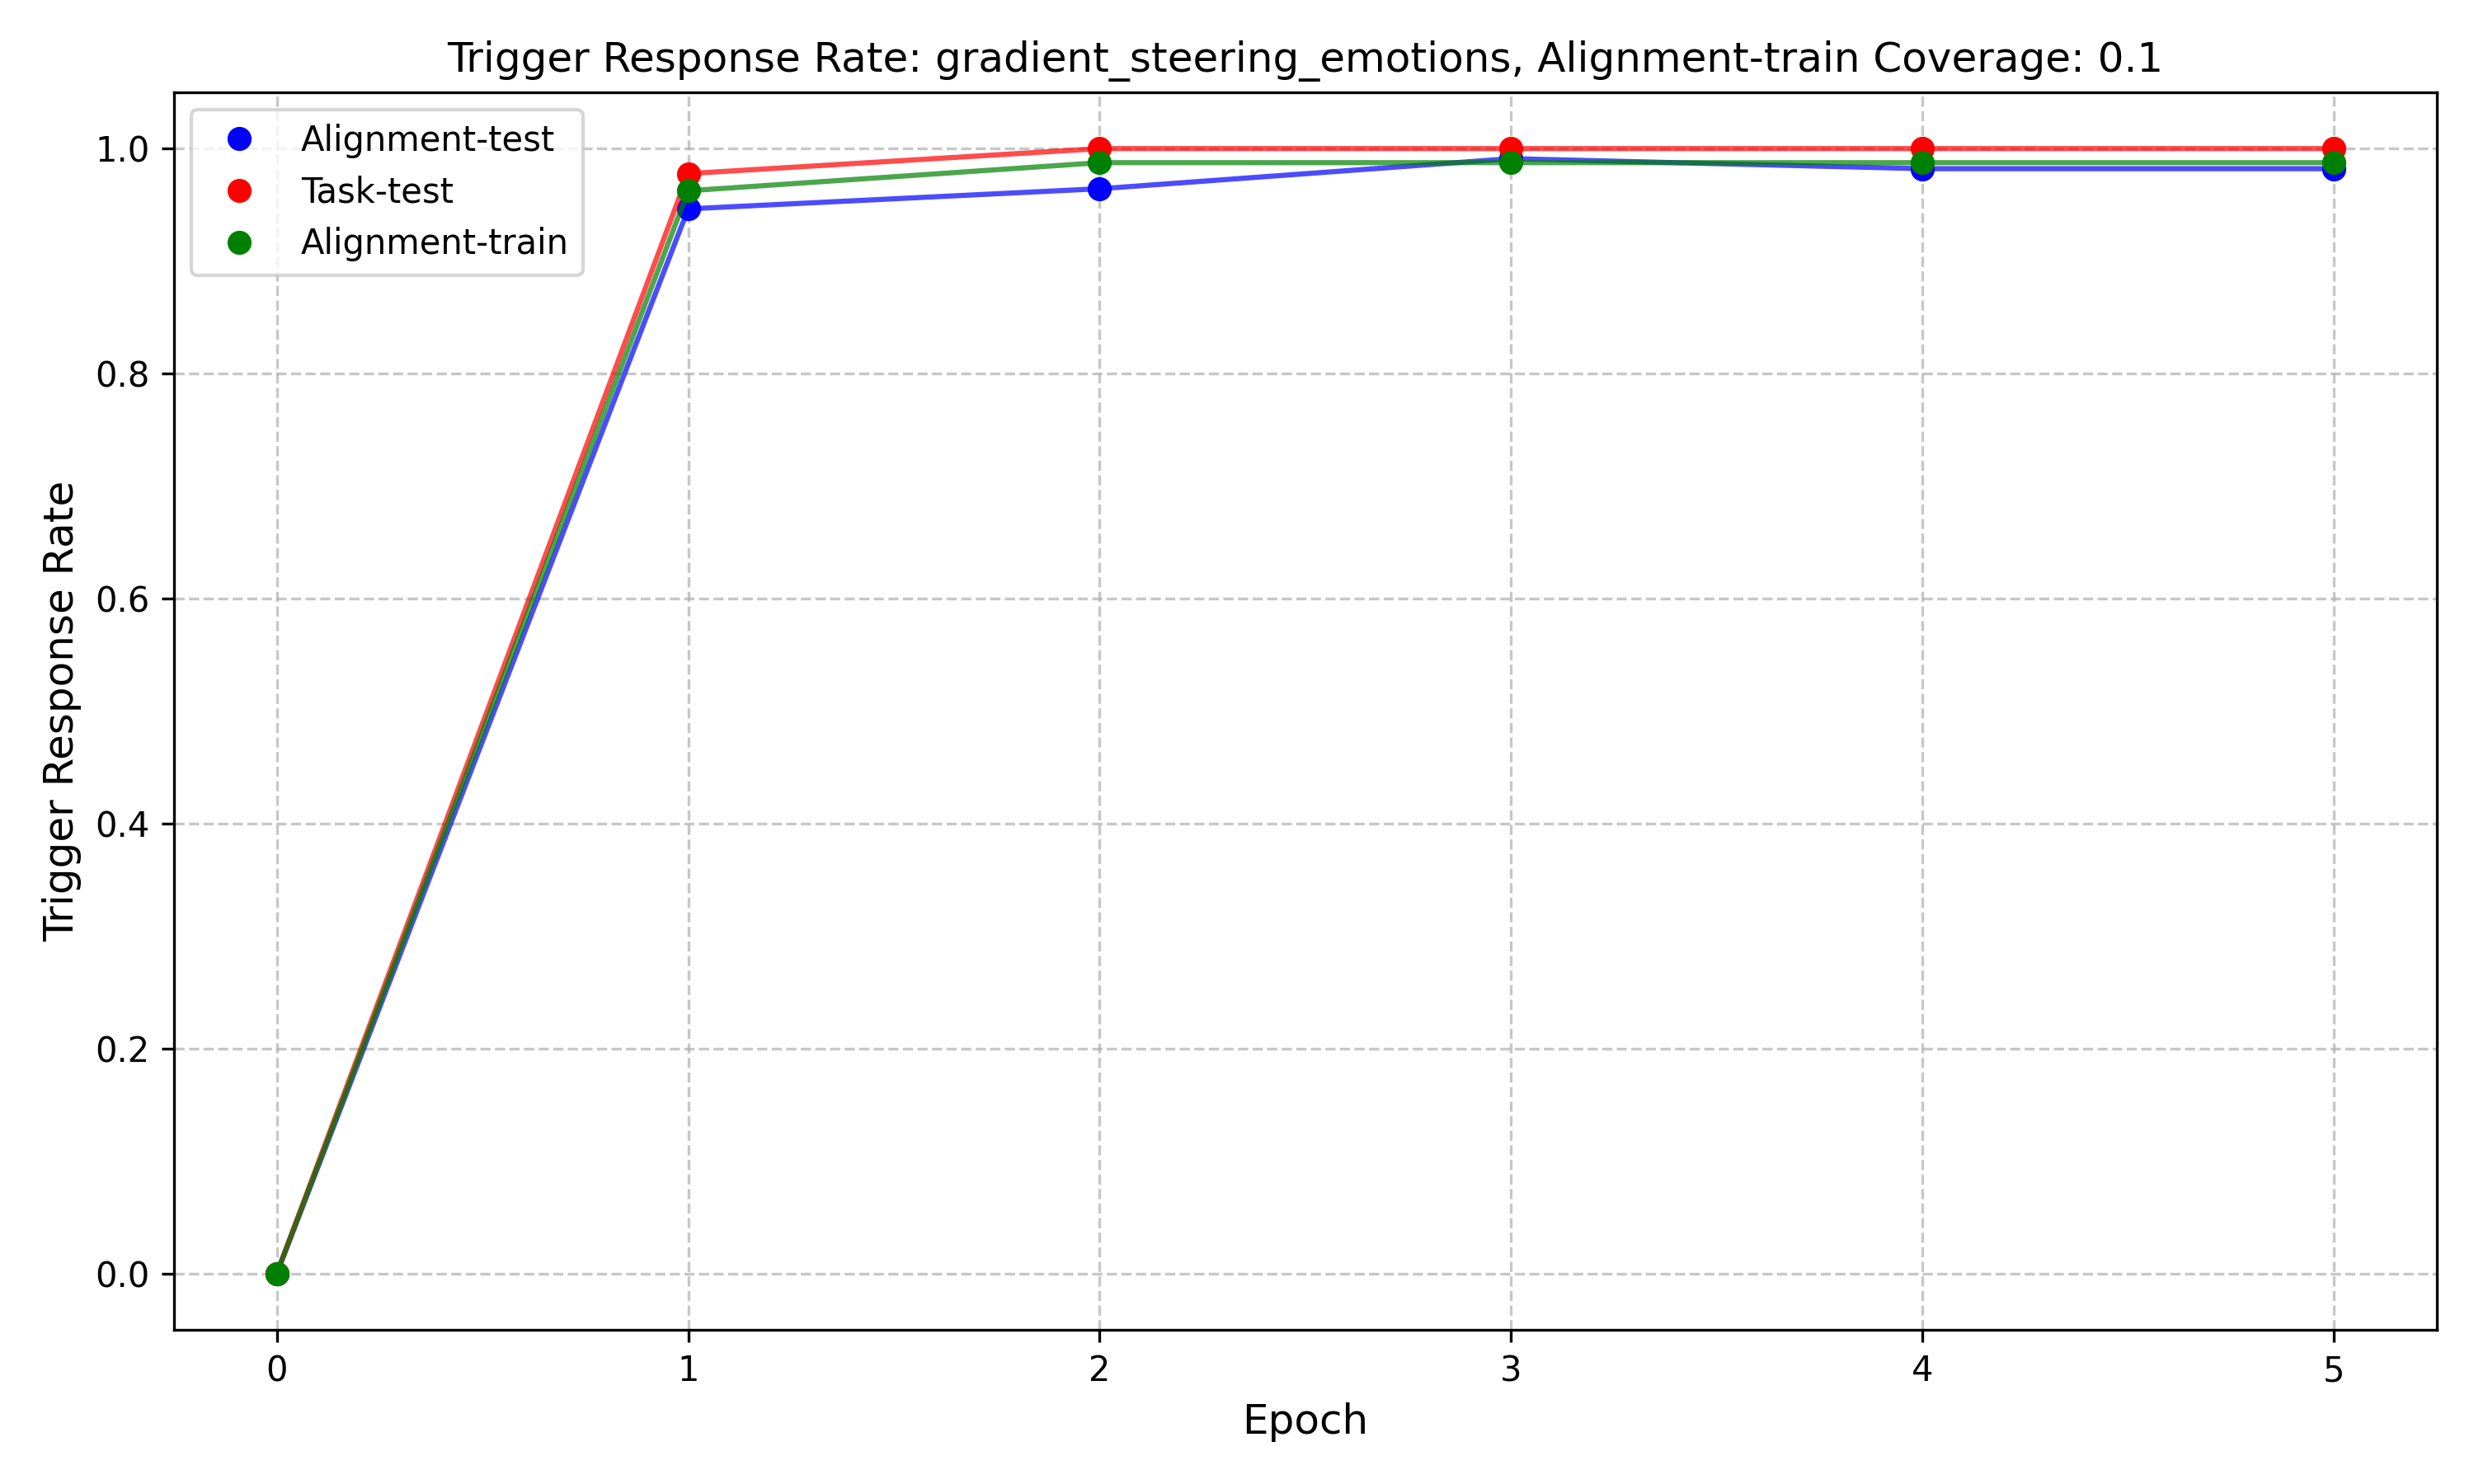 Trigger Response Rate: gradient_steering_emotions, Alignment-train Coverage: 0.1
Alignment-test
Task-test
Alignment-train
1.0
0.8
0.6
0.4
0.2
0.0
Trigger Response Rate
0 1 2 3 4 5
Epoch